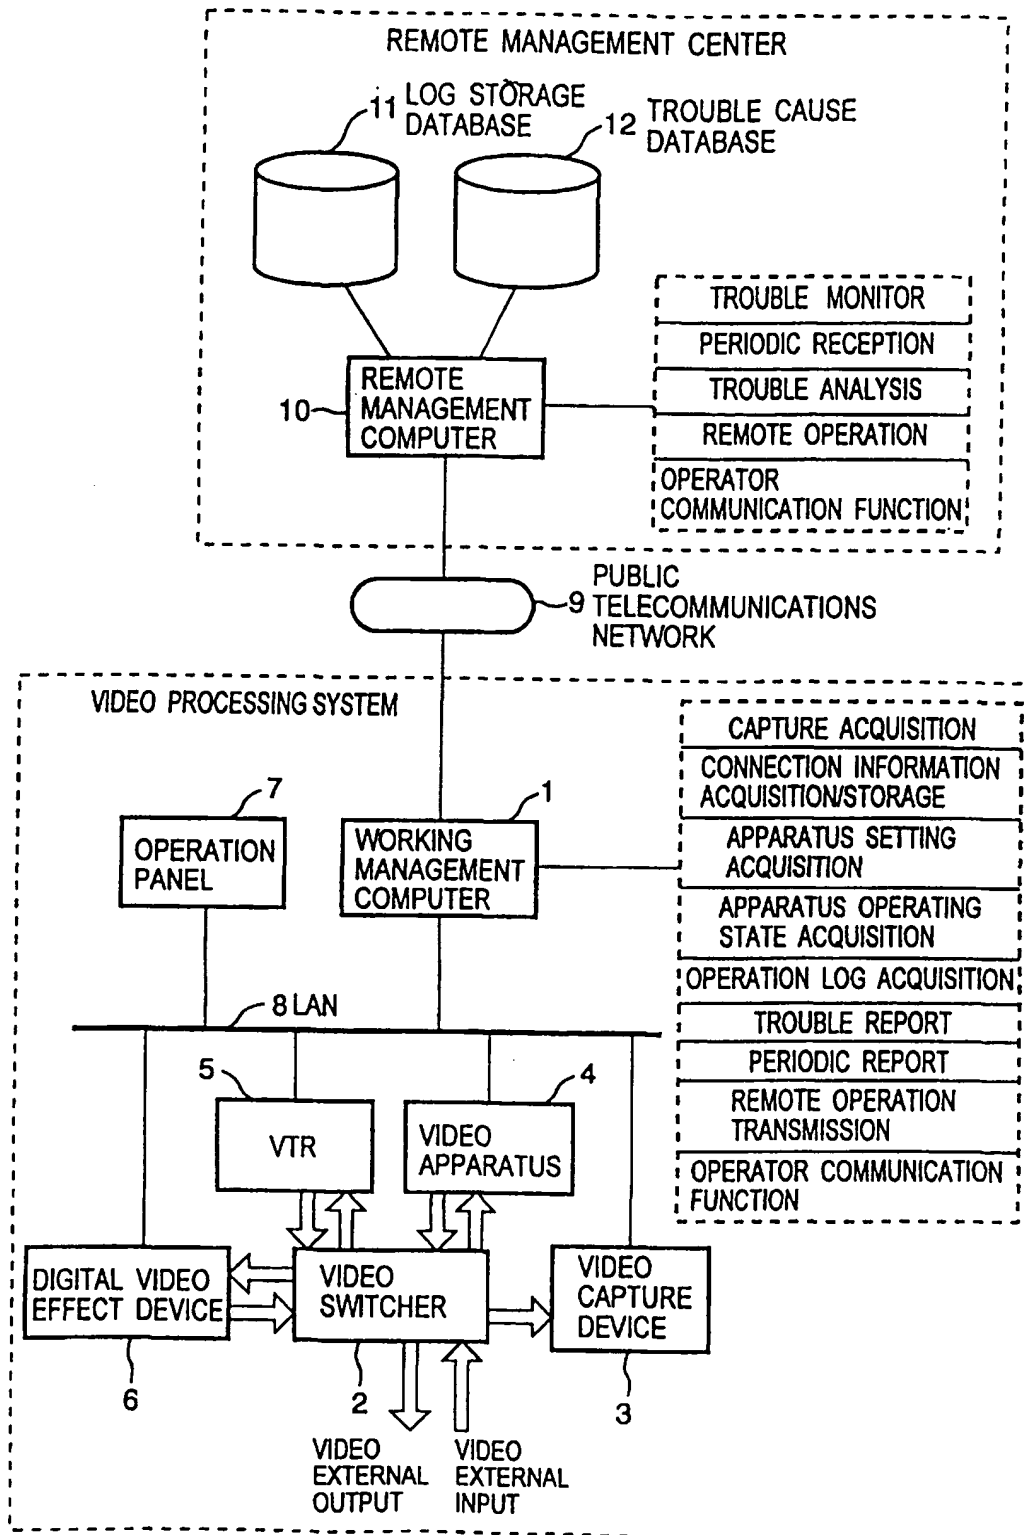 REMOTE MANAGEMENT CENTER
11 LOG STORAGE
DATABASE
12 TROUBLE CAUSE
DATABASE
TROUBLE MONITOR
PERIODIC RECEPTION
TROUBLE ANALYSIS
REMOTE OPERATION
OPERATOR
COMMUNICATION FUNCTION
10
REMOTE
MANAGEMENT
COMPUTER
9 PUBLIC
TELECOMMUNICATIONS
NETWORK
VIDEO PROCESSING SYSTEM
7
OPERATION
PANEL
1
WORKING
MANAGEMENT
COMPUTER
CAPTURE ACQUISITION
CONNECTION INFORMATION
ACQUISITION/STORAGE
APPARATUS SETTING
ACQUISITION
APPARATUS OPERATING
STATE ACQUISITION
OPERATION LOG ACQUISITION
TROUBLE REPORT
PERIODIC REPORT
REMOTE OPERATION
TRANSMISSION
OPERATOR COMMUNICATION
FUNCTION
8 LAN
5
VTR
4
VIDEO
APPARATUS
DIGITAL VIDEO
EFFECT DEVICE
6
VIDEO
SWITCHER
2
VIDEO
CAPTURE
DEVICE
3
VIDEO
EXTERNAL
OUTPUT
VIDEO
EXTERNAL
INPUT